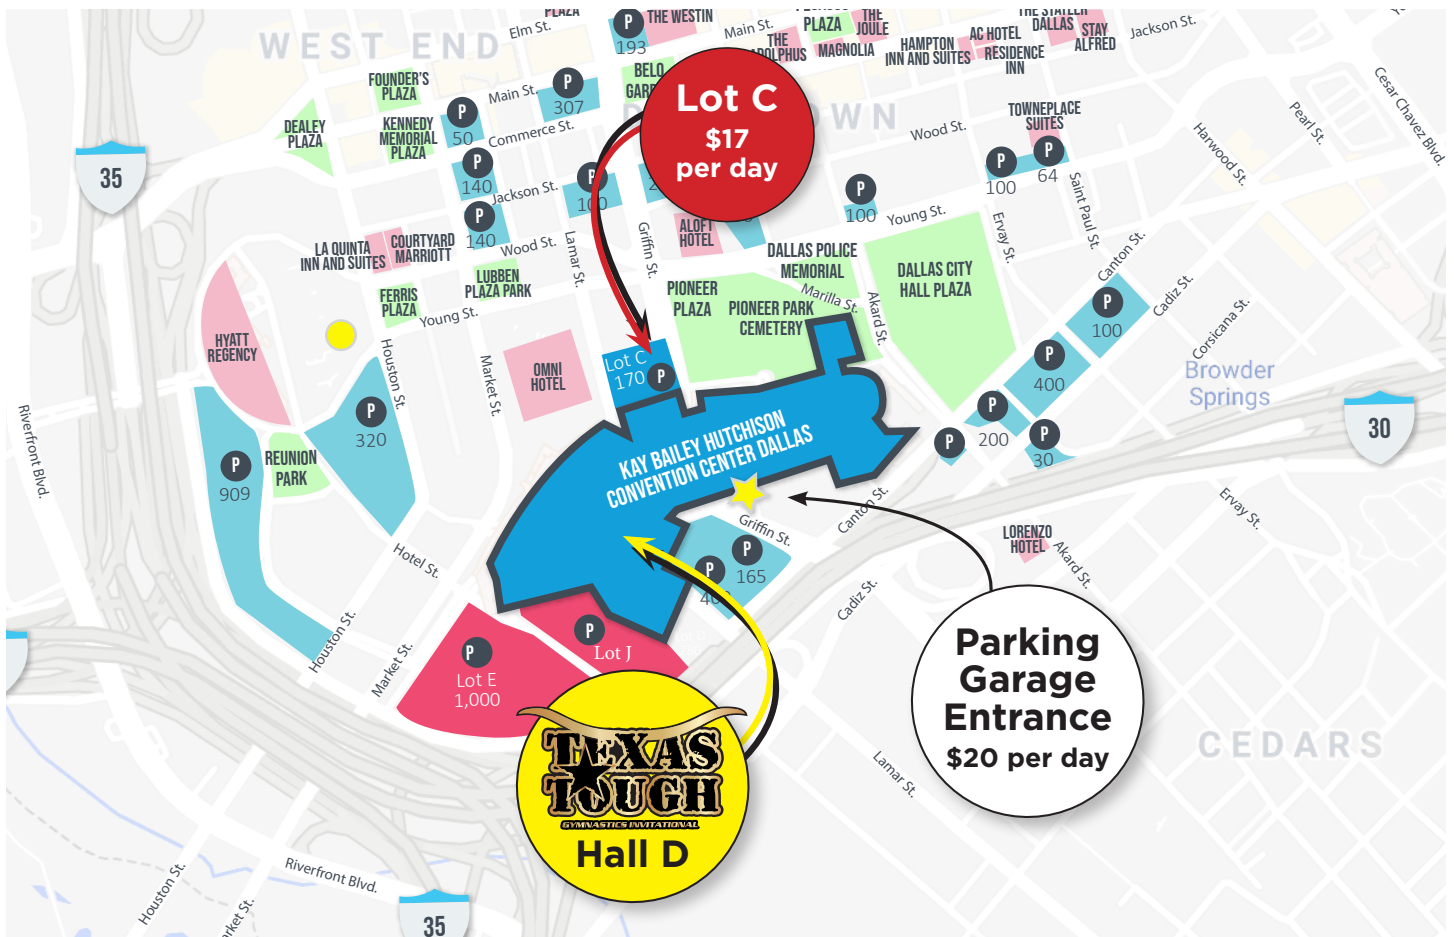 PLAZA
Elm St.
P
193
THE WESTIN
Main St.
PLAZA
THE
JOULE
THE
MAGNOLIA
HAMPTON
INN AND SUITES
AC HOTEL
RESIDENCE
INN
THE STATLER
DALLAS
STAY
ALFRED
Jackson St.
Cesar Chavez Blvd.
WEST END
FOUNDER'S
PLAZA
Main St.
P
307
BELO
Lot C
$17
per day
OWN
Wood St.
TOWNEPLACE
SUITES
Pearl St.
Harwood St.
DEALEY
PLAZA
KENNEDY
MEMORIAL
PLAZA
P
50
Commerce St.
35
P
140
Jackson St.
P
100
P
100
P
100
P
64
Saint Paul St.
P
140
Wood St.
Lamar St.
Griffin St.
ALOFT
HOTEL
Young St.
Ervay St.
Canton St.
LA QUINTA
INN AND SUITES
COURTYARD
MARRIOTT
LUBBEN
PLAZA PARK
DALLAS POLICE
MEMORIAL
DALLAS CITY
HALL PLAZA
Cadiz St.
Corsicana St.
FERRIS
PLAZA
Young St.
PIONEER
PLAZA
PIONEER PARK
CEMETERY
Marilla St.
Akard St.
P
100
HYATT
REGENCY
Houston St.
Market St.
OMNI
HOTEL
Lot C
170
P
P
400
Browder
Springs
30
Riverfront Blvd.
P
320
P
909
REUNION
PARK
KAY BAILEY HUTCHISON
CONVENTION CENTER DALLAS
P
200
P
P
30
Canton St.
Griffin St.
Ervay St.
LORENZO
HOTEL
Akard St.
Hotel St.
P
165
P
Cadiz St.
Houston St.
Market St.
P
Lot E
1,000
P
Lot J
Parking
Garage
Entrance
$20 per day
TEXAS
TOUGH
GYMNASTICS INVITATIONAL
Hall D
CEDARS
Lamar St.
Riverfront Blvd.
Houston St.
35